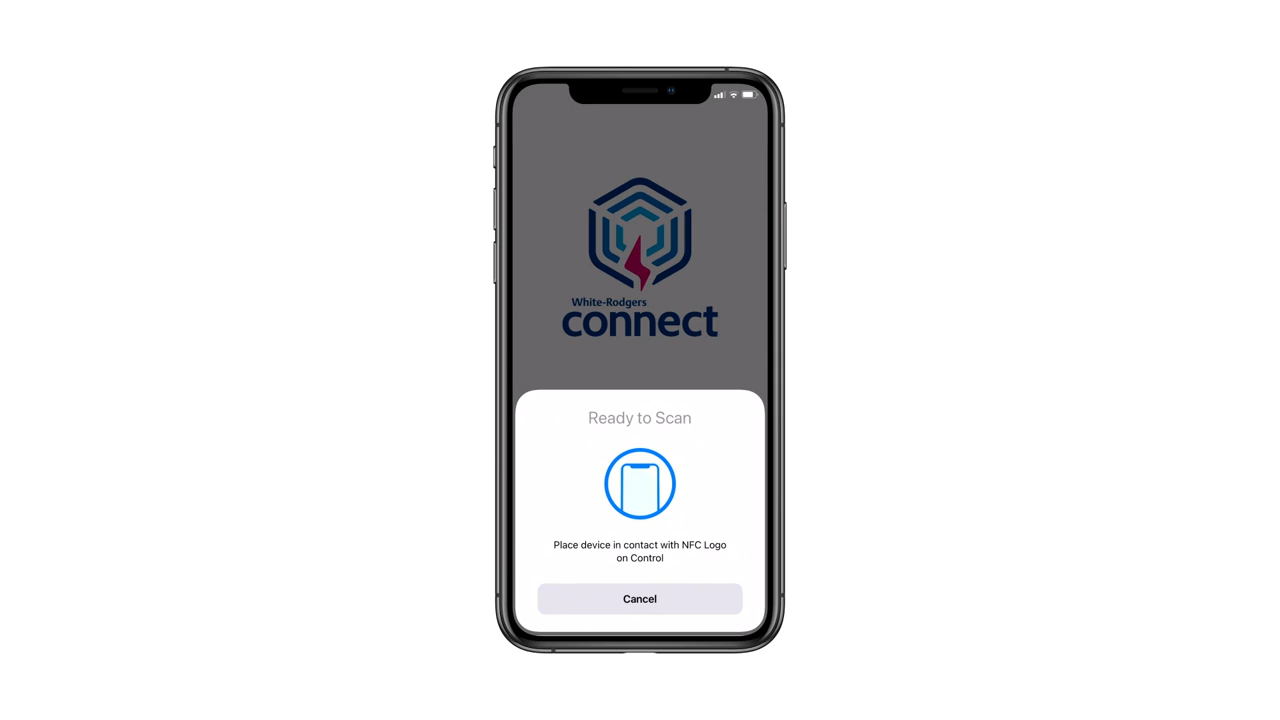 White-Rodgers
connect
Ready to Scan
Place device in contact with NFC Logo
on Control
Cancel